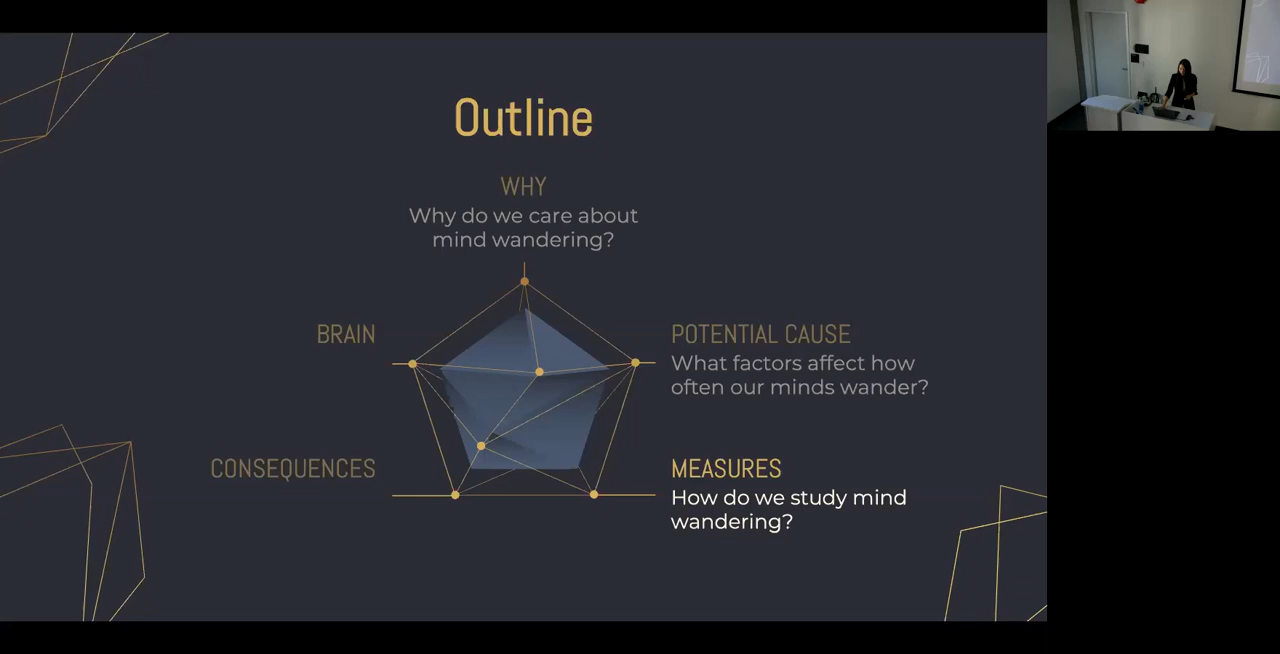 Outline
WHY
Why do we care about
mind wandering?
BRAIN
POTENTIAL CAUSE
What factors affect how
often our minds wander?
CONSEQUENCES
MEASURES
How do we study mind
wandering?